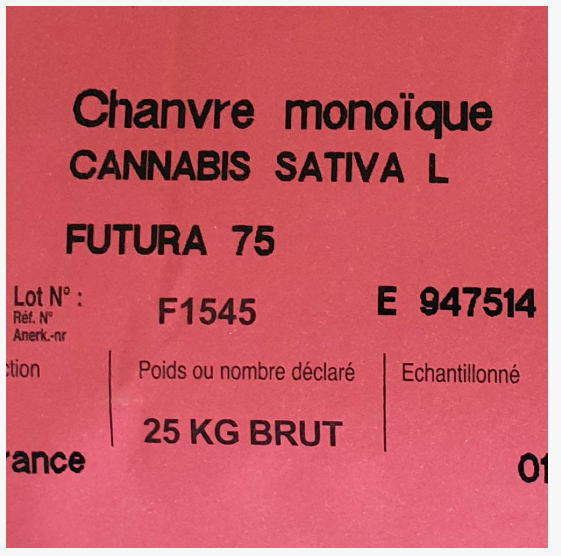 Chanvre monoïque
CANNABIS SATIVA L
FUTURA 75
Lot N° : F1545 E 947514
Réf. N°
Anerk.-nr
ction Poids ou nombre déclaré Echantillonné
25 KG BRUT
rance 01